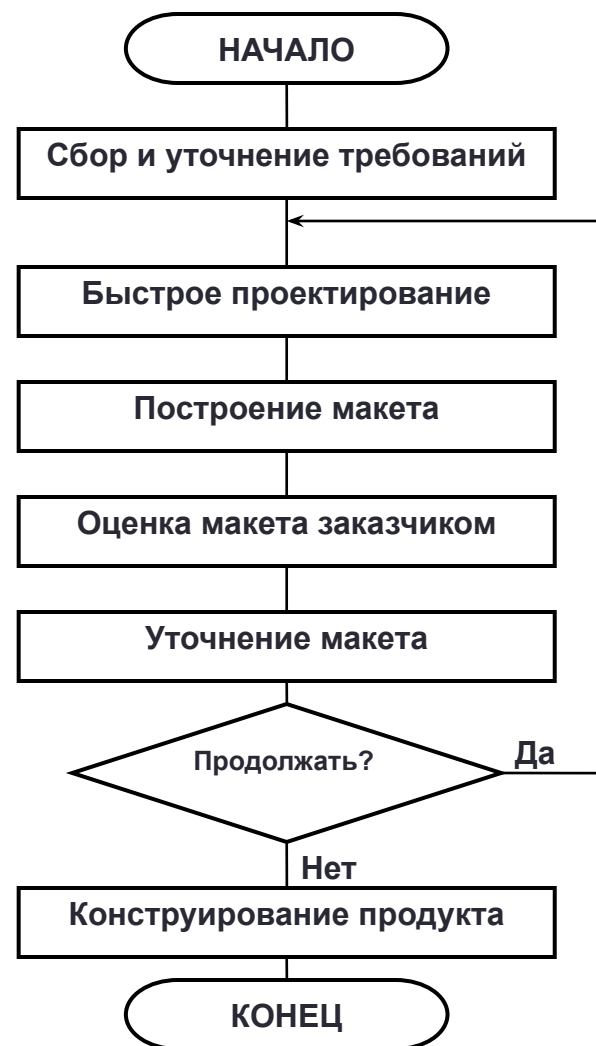 НАЧАЛО
Сбор и уточнение требований
Быстрое проектирование
Построение макета
Оценка макета заказчиком
Уточнение макета
Продолжать?
Да
Нет
Конструирование продукта
КОНЕЦ